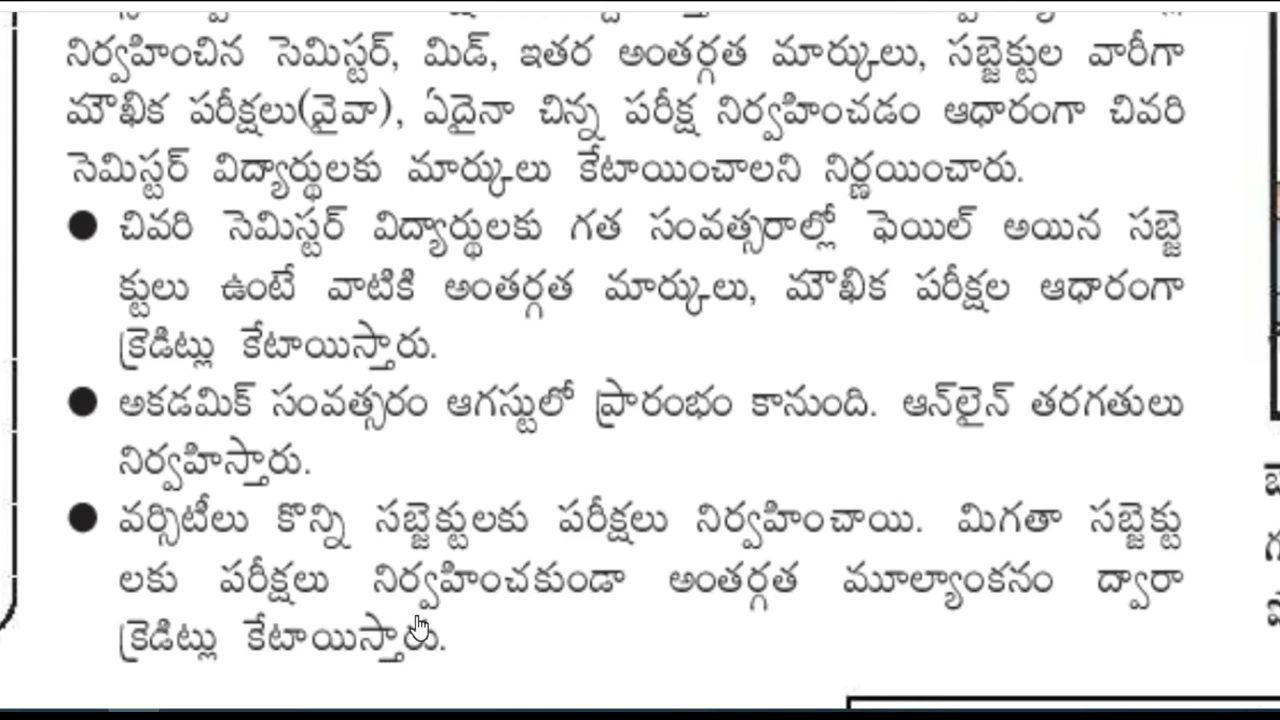 నిర్వహించిన సెమిస్టర్, మిడ్, ఇతర అంతర్గత మార్కులు, సబ్జెక్టుల వారీగా
మౌఖిక పరీక్షలు(వైవా), ఏదైనా చిన్న పరీక్ష నిర్వహించడం ఆధారంగా చివరి
సెమిస్టర్ విద్యార్థులకు మార్కులు కేటాయించాలని నిర్ణయించారు.
● చివరి సెమిస్టర్ విద్యార్థులకు గత సంవత్సరాల్లో ఫెయిల్ అయిన సబ్జె
క్టులు ఉంటే వాటికి అంతర్గత మార్కులు, మౌఖిక పరీక్షల ఆధారంగా
క్రెడిట్లు కేటాయిస్తారు.
● అకడమిక్ సంవత్సరం ఆగస్టులో ప్రారంభం కానుంది. ఆన్‌లైన్ తరగతులు
నిర్వహిస్తారు.
● వర్సిటీలు కొన్ని సబ్జెక్టులకు పరీక్షలు నిర్వహించాయి. మిగతా సబ్జెక్టు
లకు పరీక్షలు నిర్వహించకుండా అంతర్గత మూల్యాంకనం ద్వారా
క్రెడిట్లు కేటాయిస్తారు.